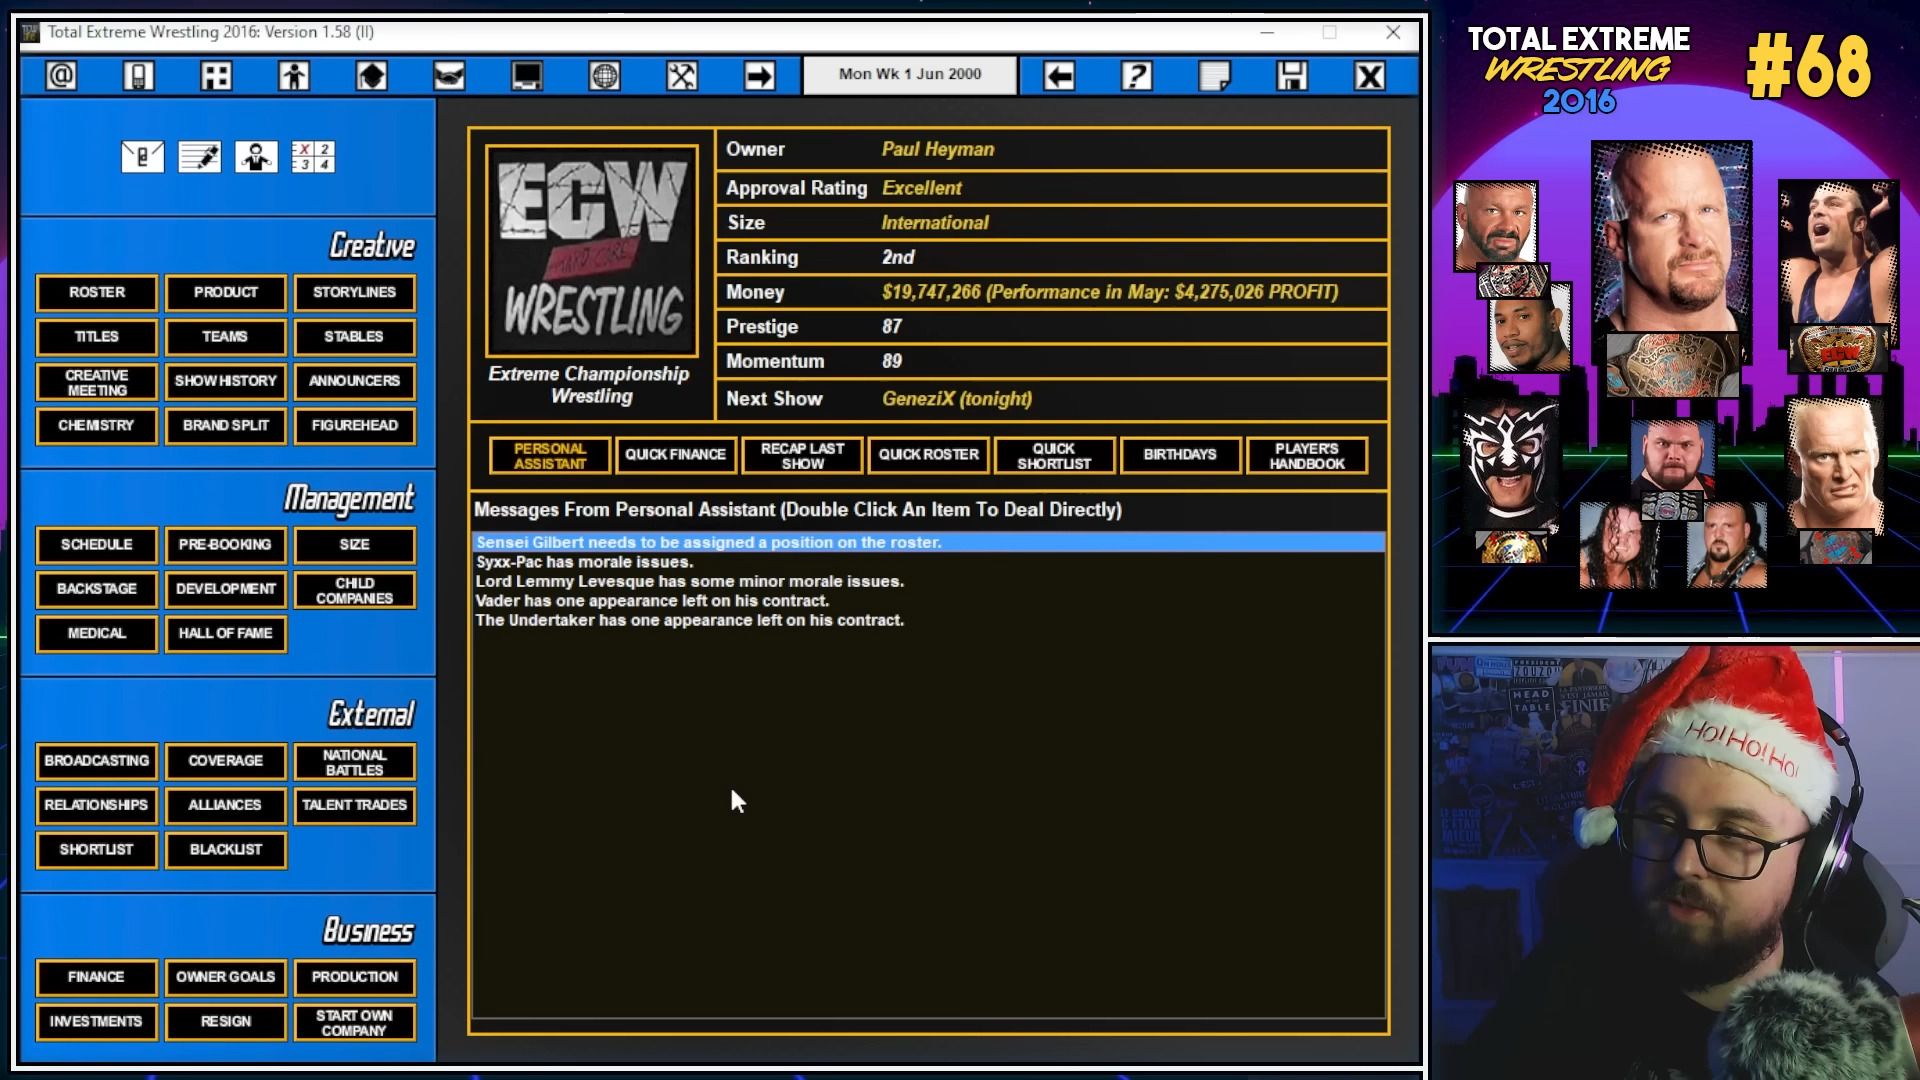 Total Extreme Wrestling 2016: Version 1.58 (II)
Mon Wk 1 Jun 2000
Creative
ROSTER
PRODUCT
STORYLINES
TITLES
TEAMS
STABLES
CREATIVE MEETING
SHOW HISTORY
ANNOUNCERS
CHEMISTRY
BRAND SPLIT
FIGUREHEAD
Management
SCHEDULE
PRE-BOOKING
SIZE
BACKSTAGE
DEVELOPMENT
CHILD COMPANIES
MEDICAL
HALL OF FAME
External
BROADCASTING
COVERAGE
NATIONAL BATTLES
RELATIONSHIPS
ALLIANCES
TALENT TRADES
SHORTLIST
BLACKLIST
Business
FINANCE
OWNER GOALS
PRODUCTION
INVESTMENTS
RESIGN
START OWN COMPANY
ECW
HARD CORE
WRESTLING
Extreme Championship
Wrestling
Owner Paul Heyman
Approval Rating Excellent
Size International
Ranking 2nd
Money $19,747,266 (Performance in May: $4,275,026 PROFIT)
Prestige 87
Momentum 89
Next Show GeneziX (tonight)
PERSONAL ASSISTANT
QUICK FINANCE
RECAP LAST SHOW
QUICK ROSTER
QUICK SHORTLIST
BIRTHDAYS
PLAYER'S HANDBOOK
Messages From Personal Assistant (Double Click An Item To Deal Directly)
Sensei Gilbert needs to be assigned a position on the roster.
Syxx-Pac has morale issues.
Lord Lemmy Levesque has some minor morale issues.
Vader has one appearance left on his contract.
The Undertaker has one appearance left on his contract.
TOTAL EXTREME
WRESTLING
2016
#68
ECW
HEAD
OF THE
TABLE
Ho! Ho! Ho!